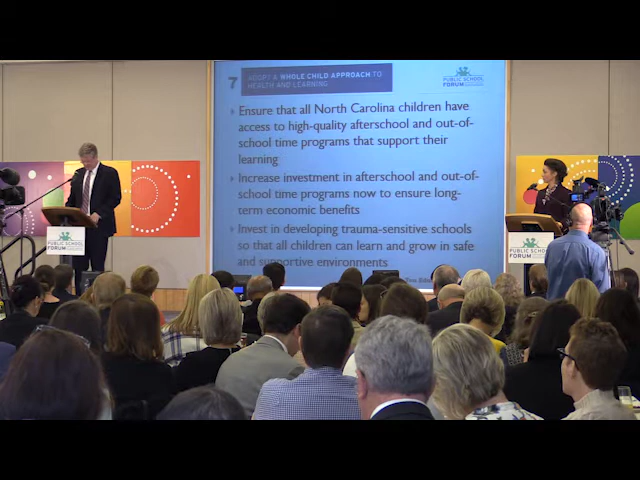 7 ADOPT A WHOLE CHILD APPROACH TO
HEALTH AND LEARNING
PUBLIC SCHOOL
FORUM
Ensure that all North Carolina children have
access to high-quality afterschool and out-of-
school time programs that support their
learning
Increase investment in afterschool and out-of-
school time programs now to ensure long-
term economic benefits
Invest in developing trauma-sensitive schools
so that all children can learn and grow in safe
and supportive environments
PUBLIC SCHOOL
FORUM
PUBLIC SCHOOL
FORUM
PUBLIC SCHOOL
FORUM